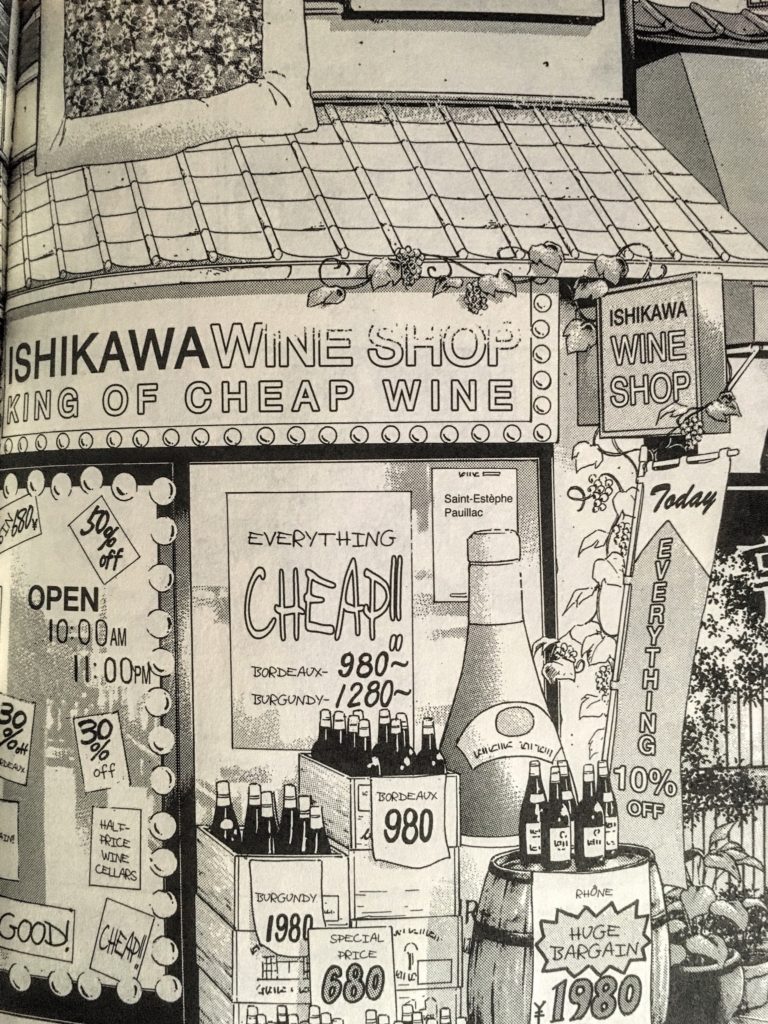 ISHIKAWA WINE SHOP
KING OF CHEAP WINE
ISHIKAWA
WINE
SHOP
680¥
50%
off
OPEN
10:00AM
11:00PM
30
%off
30
%
off
HALF-
PRICE
WINE
CELLARS
GOOD!
CHEAP!!
EVERYTHING
CHEAP!!
BORDEAUX- 980~
BURGUNDY- 1280~
Saint-Estèphe
Pauillac
Today
EVERYTHING
10%
OFF
BORDEAUX
980
BURGUNDY
1980
SPECIAL
PRICE
680
RHÔNE
HUGE
BARGAIN
¥1980